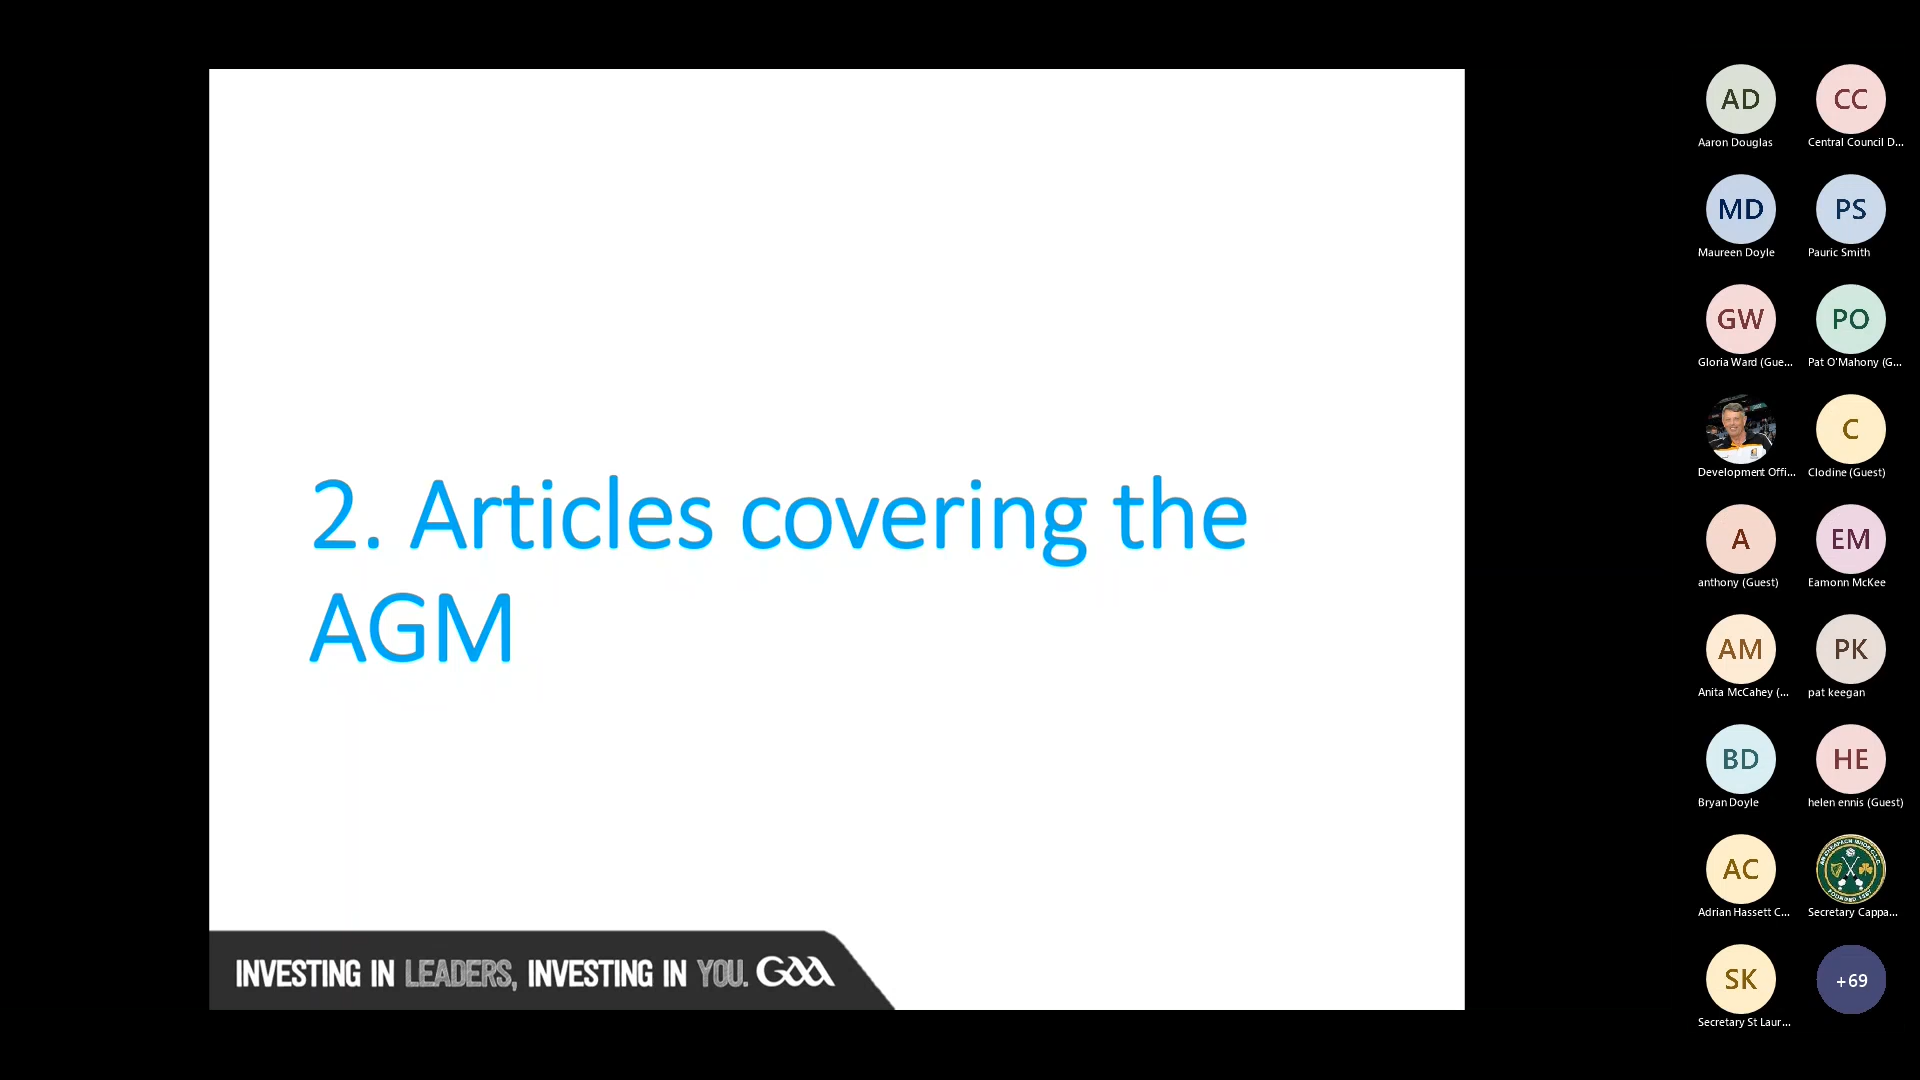 2. Articles covering the
AGM
INVESTING IN LEADERS, INVESTING IN YOU. GAA
AD
Aaron Douglas
CC
Central Council D...
MD
Maureen Doyle
PS
Pauric Smith
GW
Gloria Ward (Gue...
PO
Pat O'Mahony (G...
Development Offi...
C
Clodine (Guest)
A
anthony (Guest)
EM
Eamonn McKee
AM
Anita McCahey (...
PK
pat keegan
BD
Bryan Doyle
HE
helen ennis (Guest)
AC
Adrian Hassett C...
Secretary Cappa...
SK
Secretary St Laur...
+69